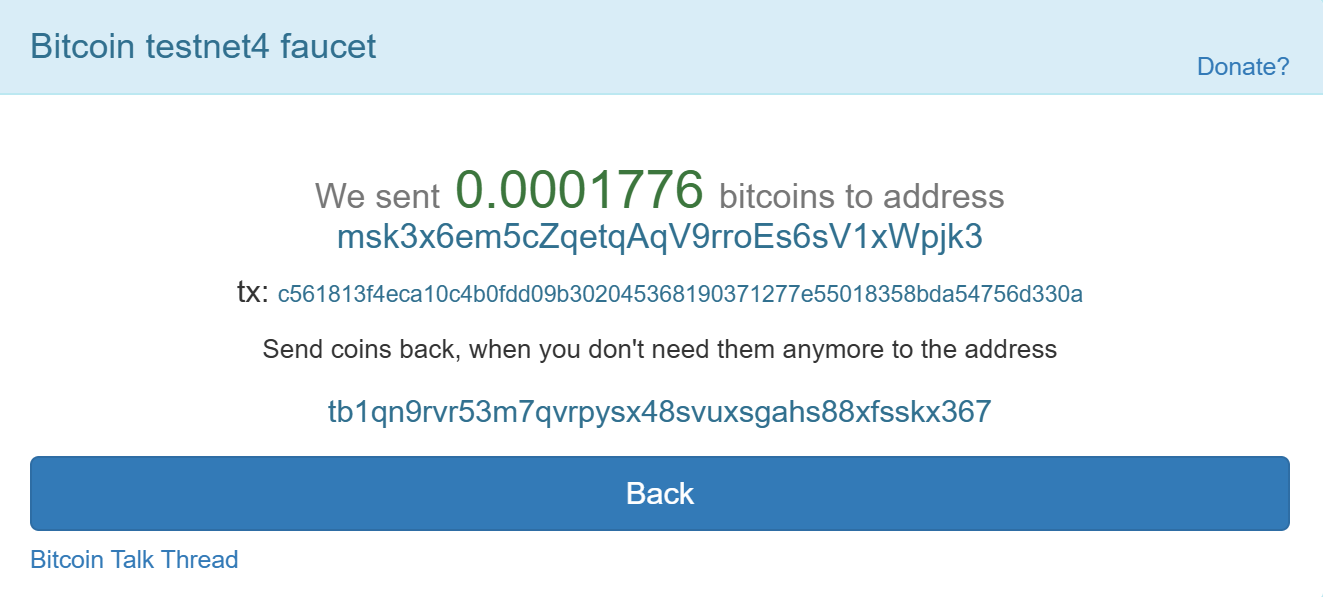 Bitcoin testnet4 faucet
Donate?
We sent 0.0001776 bitcoins to address
msk3x6em5cZqetqAqV9rroEs6sV1xWpjk3
tx: c561813f4eca10c4b0fdd09b302045368190371277e55018358bda54756d330a
Send coins back, when you don't need them anymore to the address
tb1qn9rvr53m7qvrpysx48svuxsgahs88xfsskx367
Back
Bitcoin Talk Thread